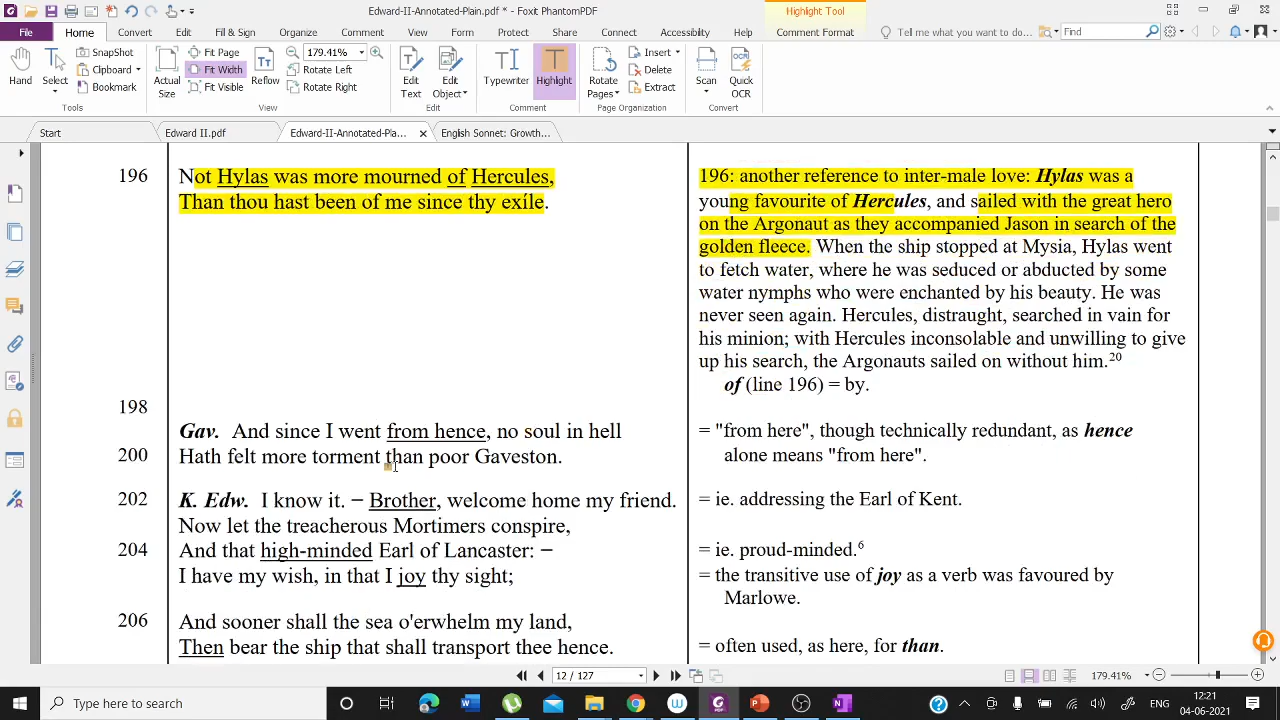 Edward-II-Annotated-Plain.pdf * - Foxit PhantomPDF
Highlight Tool
File Home Convert Edit Fill & Sign Organize Comment View Form Protect Share Connect Accessibility Help Comment Format Tell me what you want to do... Find
Hand
Select
SnapShot
Clipboard
Bookmark
Tools
Actual Size
Fit Page
Fit Width
Fit Visible
Reflow
179.41%
Rotate Left
Rotate Right
View
Edit Text
Edit Object
Edit
Typewriter
Highlight
Comment
Rotate Pages
Insert
Delete
Extract
Page Organization
Scan
Quick OCR
Convert
Start Edward II.pdf Edward-II-Annotated-Pla... English Sonnet: Growth...
196 Not Hylas was more mourned of Hercules,
Than thou hast been of me since thy exíle.
196: another reference to inter-male love: Hylas was a
young favourite of Hercules, and sailed with the great hero
on the Argonaut as they accompanied Jason in search of the
golden fleece. When the ship stopped at Mysia, Hylas went
to fetch water, where he was seduced or abducted by some
water nymphs who were enchanted by his beauty. He was
never seen again. Hercules, distraught, searched in vain for
his minion; with Hercules inconsolable and unwilling to give
up his search, the Argonauts sailed on without him.20
of (line 196) = by.
198
Gav. And since I went from hence, no soul in hell
200 Hath felt more torment than poor Gaveston.
= "from here", though technically redundant, as hence
alone means "from here".
202 K. Edw. I know it. – Brother, welcome home my friend.
= ie. addressing the Earl of Kent.
Now let the treacherous Mortimers conspire,
204 And that high-minded Earl of Lancaster: –
= ie. proud-minded.6
I have my wish, in that I joy thy sight;
= the transitive use of joy as a verb was favoured by
Marlowe.
206 And sooner shall the sea o'erwhelm my land,
Then bear the ship that shall transport thee hence.
= often used, as here, for than.
12 / 127 179.41%
Type here to search
ENG
12:21
04-06-2021